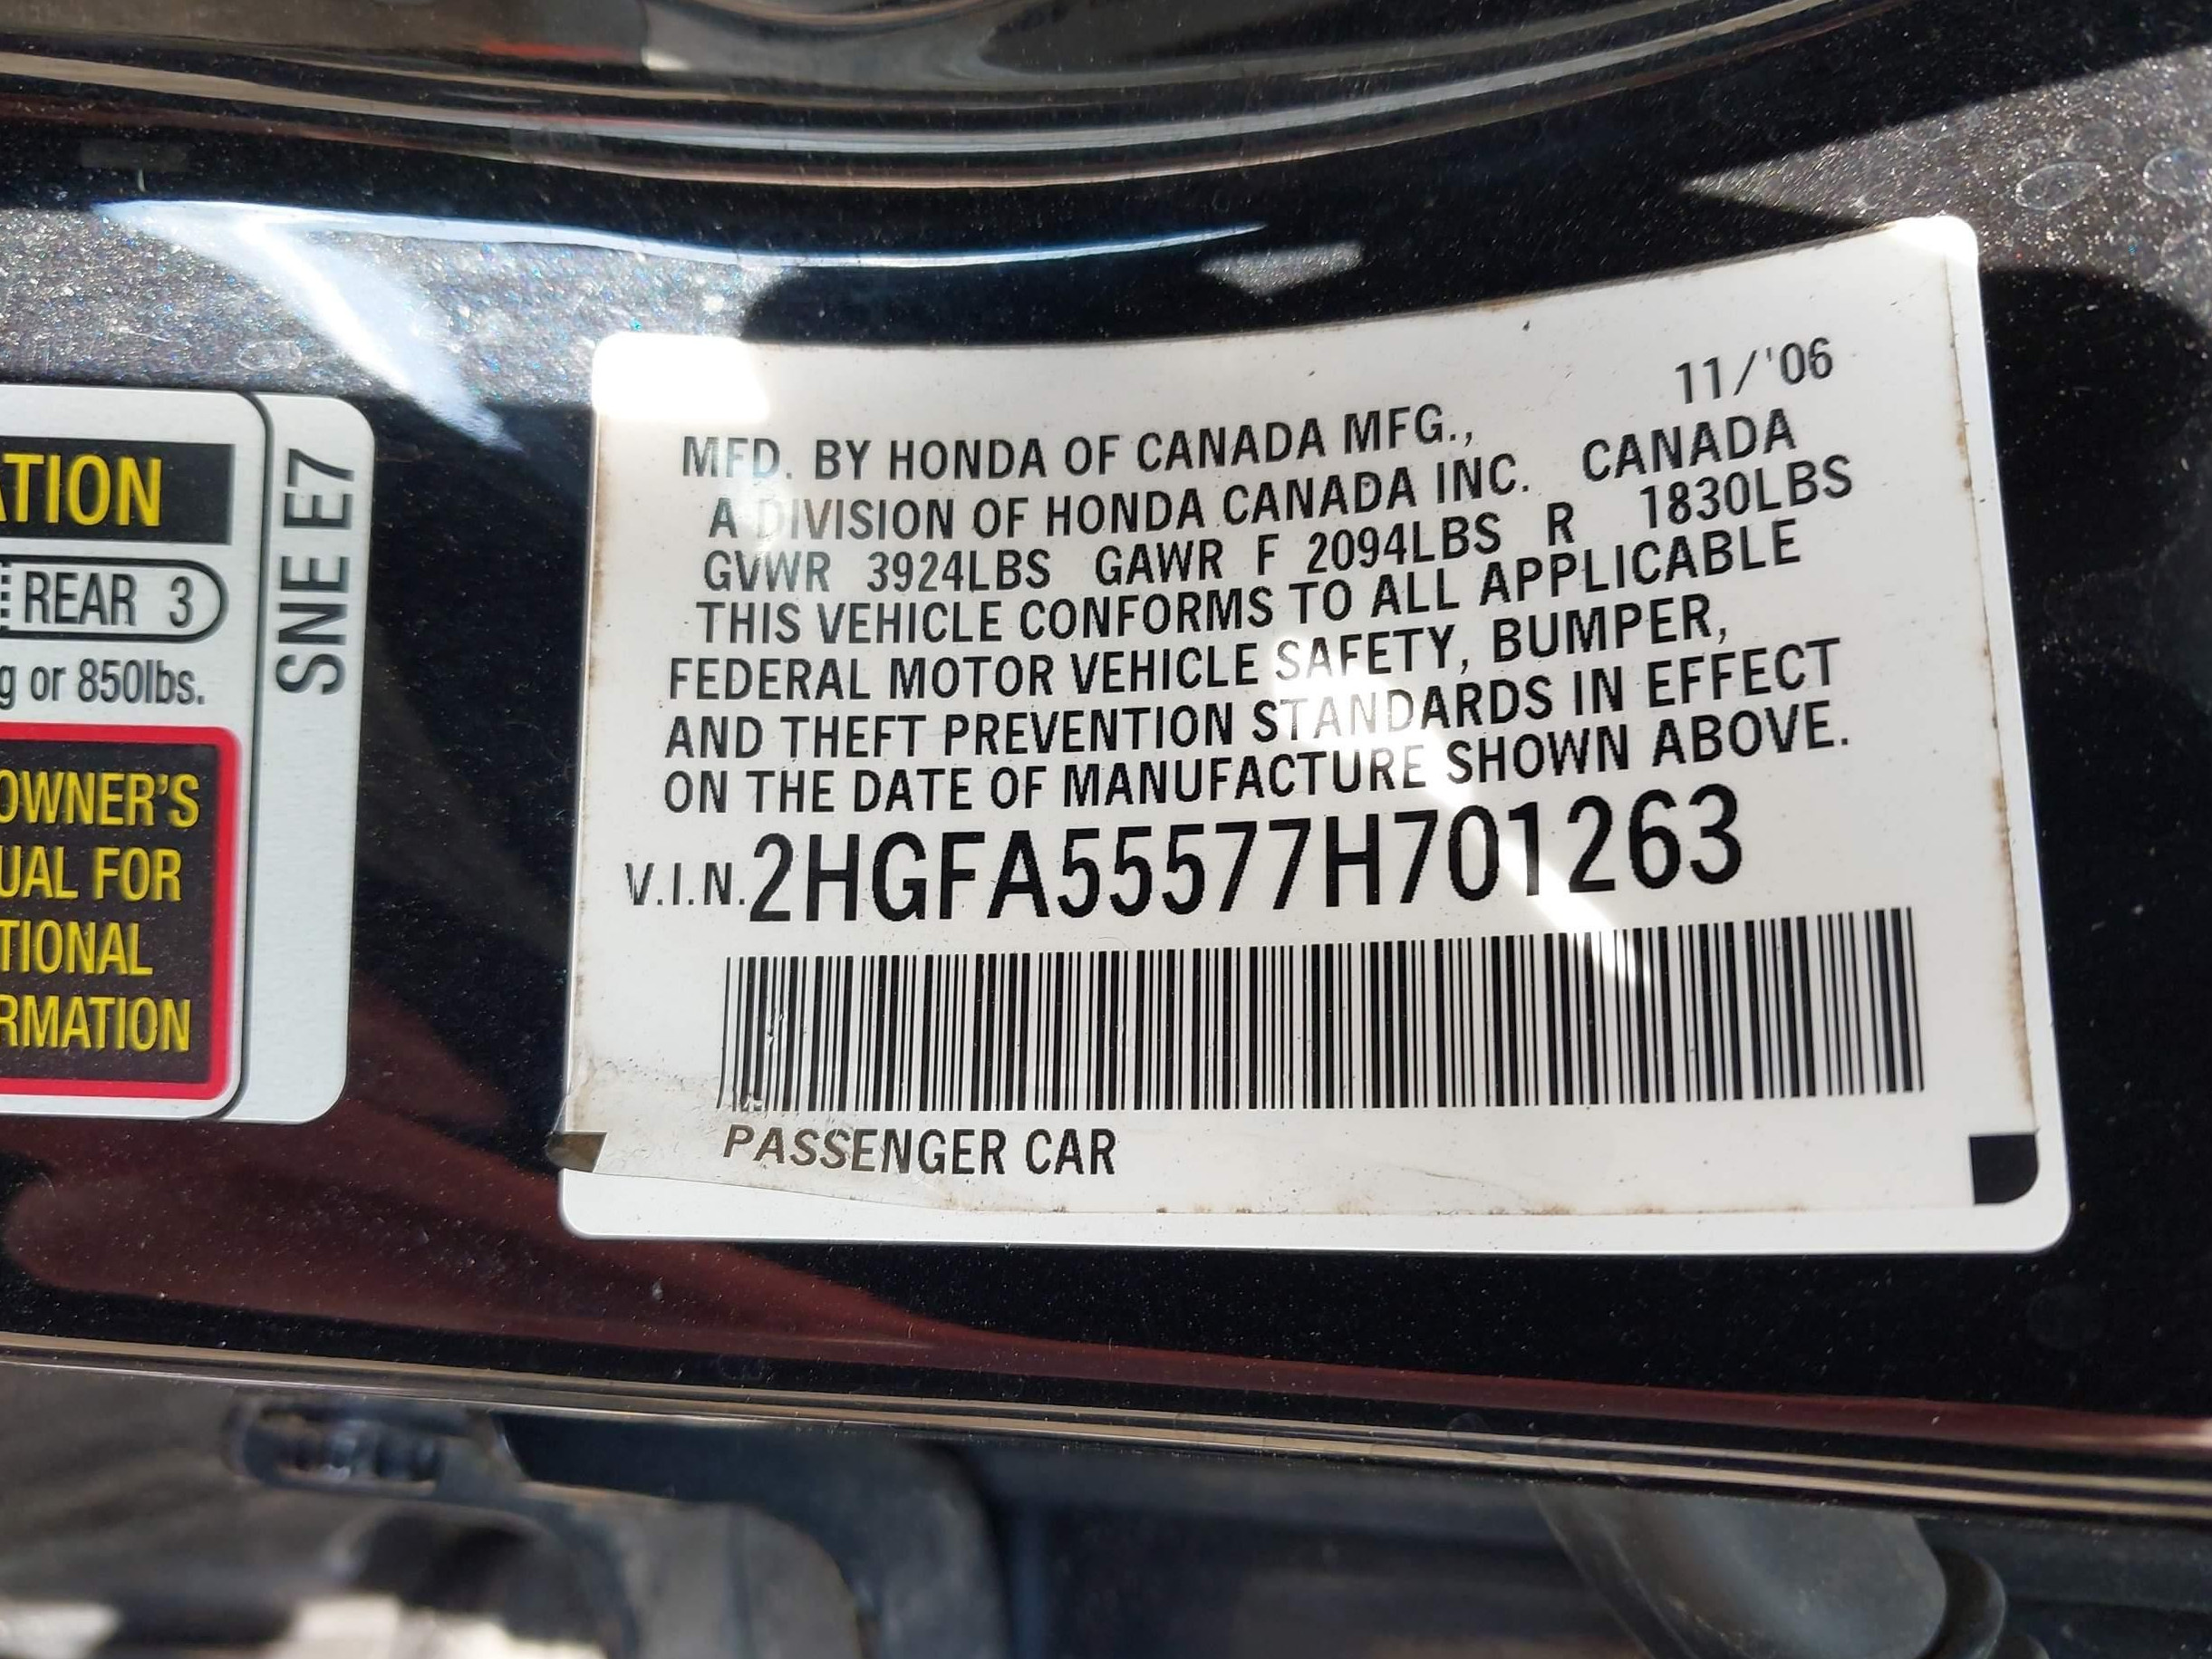 ATION
REAR 3
g or 850lbs.
OWNER'S
UAL FOR
TIONAL
RMATION
SNE E7
11/'06
MFD. BY HONDA OF CANADA MFG.,
A DIVISION OF HONDA CANADA INC. CANADA
GVWR 3924LBS GAWR F 2094LBS R 1830LBS
THIS VEHICLE CONFORMS TO ALL APPLICABLE
FEDERAL MOTOR VEHICLE SAFETY, BUMPER,
AND THEFT PREVENTION STANDARDS IN EFFECT
ON THE DATE OF MANUFACTURE SHOWN ABOVE.
V.I.N. 2HGFA55577H701263
PASSENGER CAR